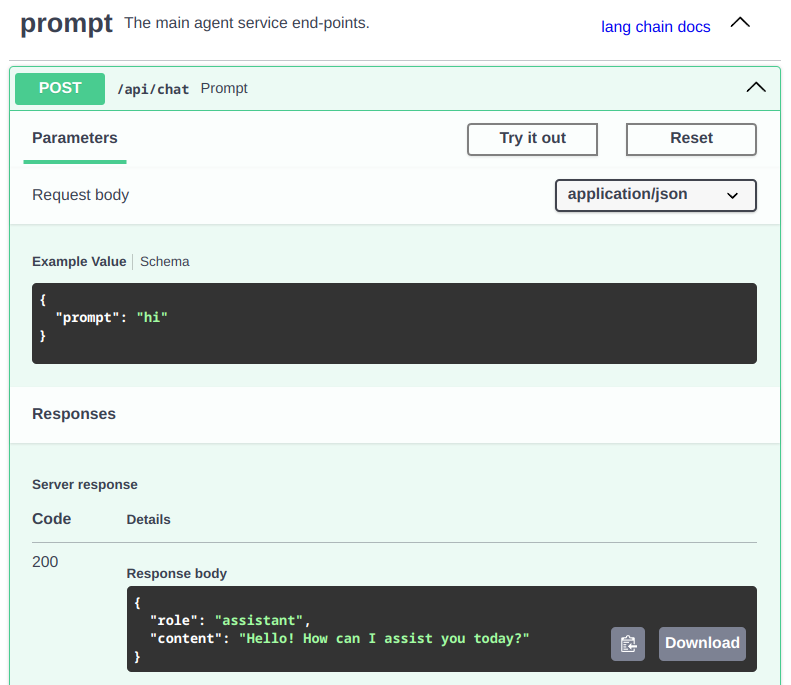 prompt The main agent service end-points. lang chain docs
POST /api/chat Prompt
Parameters Try it out Reset
Request body application/json
Example Value Schema
{
"prompt": "hi"
}
Responses
Server response
Code Details
200
Response body
{
"role": "assistant",
"content": "Hello! How can I assist you today?"
}
Download